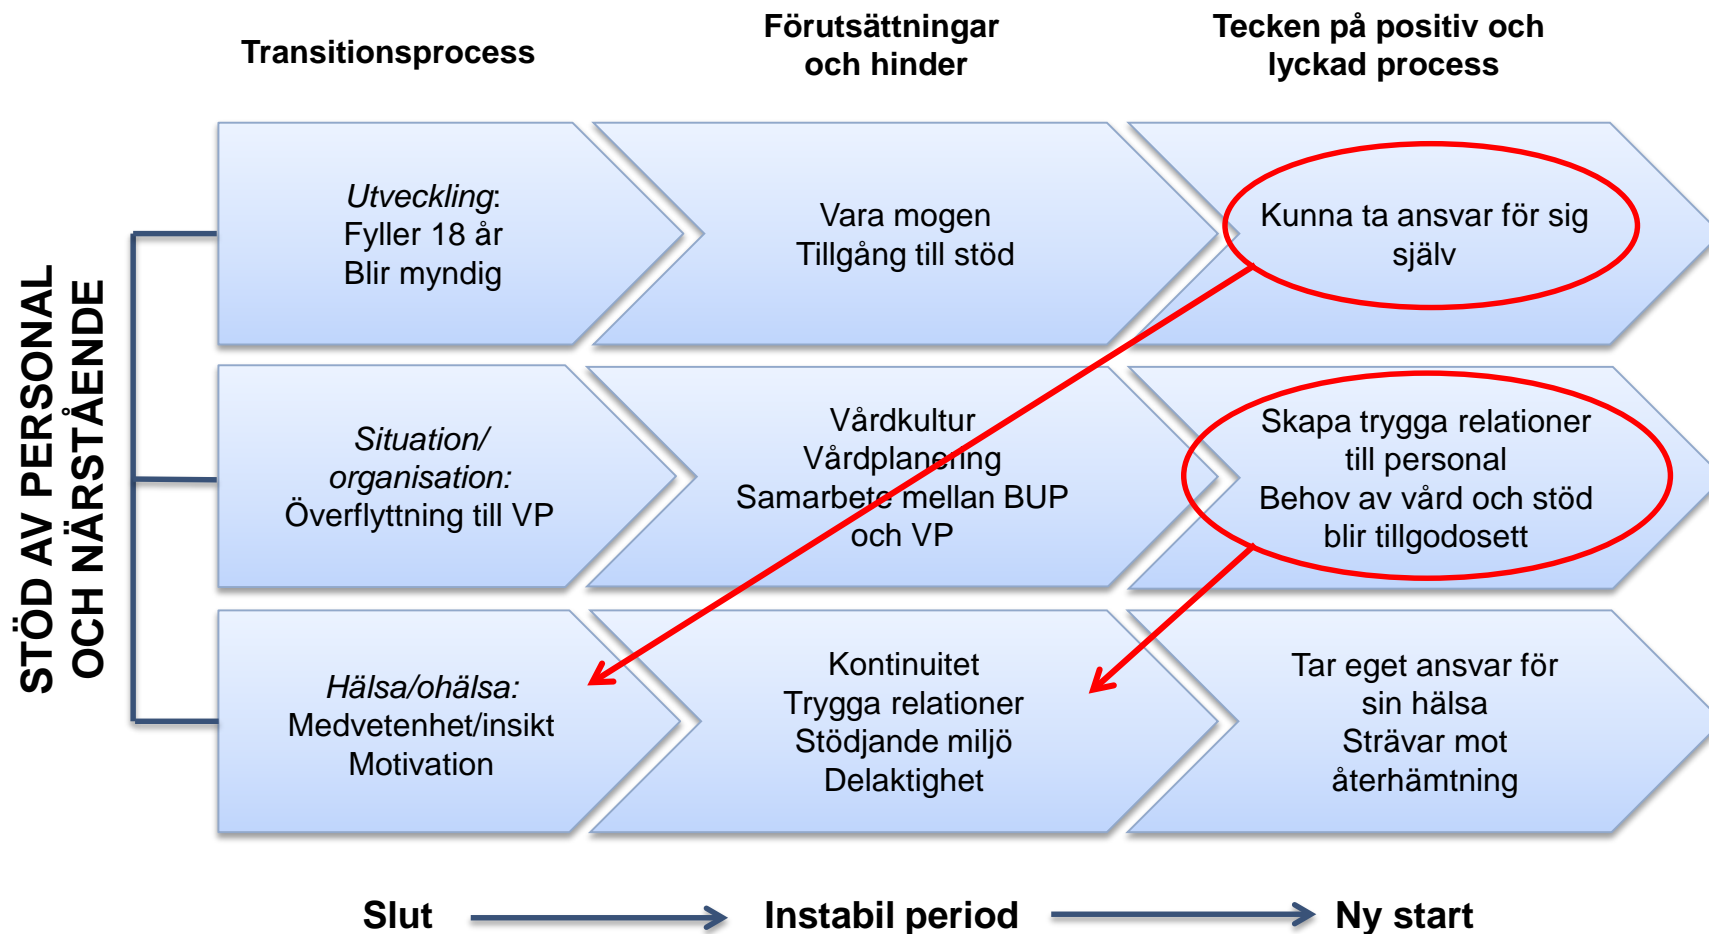 Transitionsprocess
Förutsättningar
och hinder
Tecken på positiv och
lyckad process
STÖD AV PERSONAL
OCH NÄRSTÅENDE
Utveckling:
Fyller 18 år
Blir myndig
Vara mogen
Tillgång till stöd
Kunna ta ansvar för sig
själv
Situation/
organisation:
Överflyttning till VP
Vårdkultur
Vårdplanering
Samarbete mellan BUP
och VP
Skapa trygga relationer
till personal
Behov av vård och stöd
blir tillgodosett
Hälsa/ohälsa:
Medvetenhet/insikt
Motivation
Kontinuitet
Trygga relationer
Stödjande miljö
Delaktighet
Tar eget ansvar för
sin hälsa
Strävar mot
återhämtning
Slut
Instabil period
Ny start